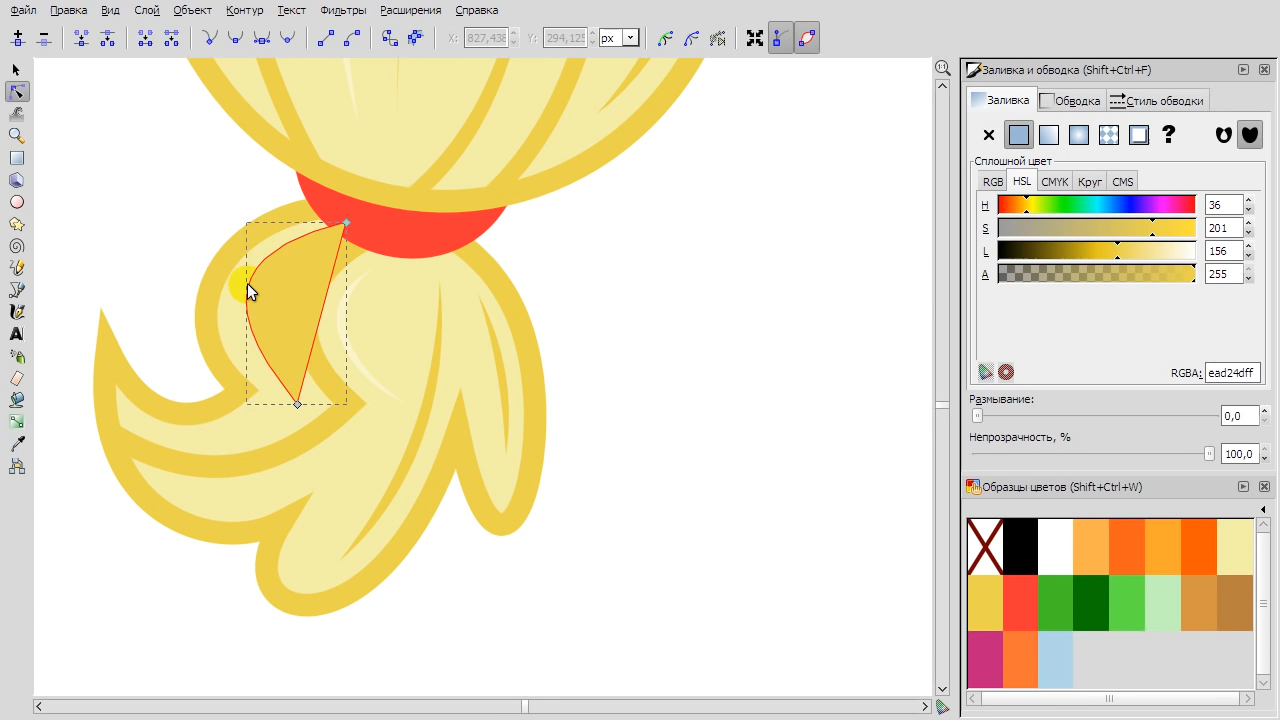 Файл Правка Вид Слой Объект Контур Текст Фильтры Расширения Справка
X: 827,438 Y: 294,125 px
1:1
Заливка и обводка (Shift+Ctrl+F)
Заливка Обводка Стиль обводки
?
Сплошной цвет
RGB HSL CMYK Круг CMS
H 36
S 201
L 156
A 255
RGBA: ead24dff
Размывание:
0,0
Непрозрачность, %
100,0
Образцы цветов (Shift+Ctrl+W)